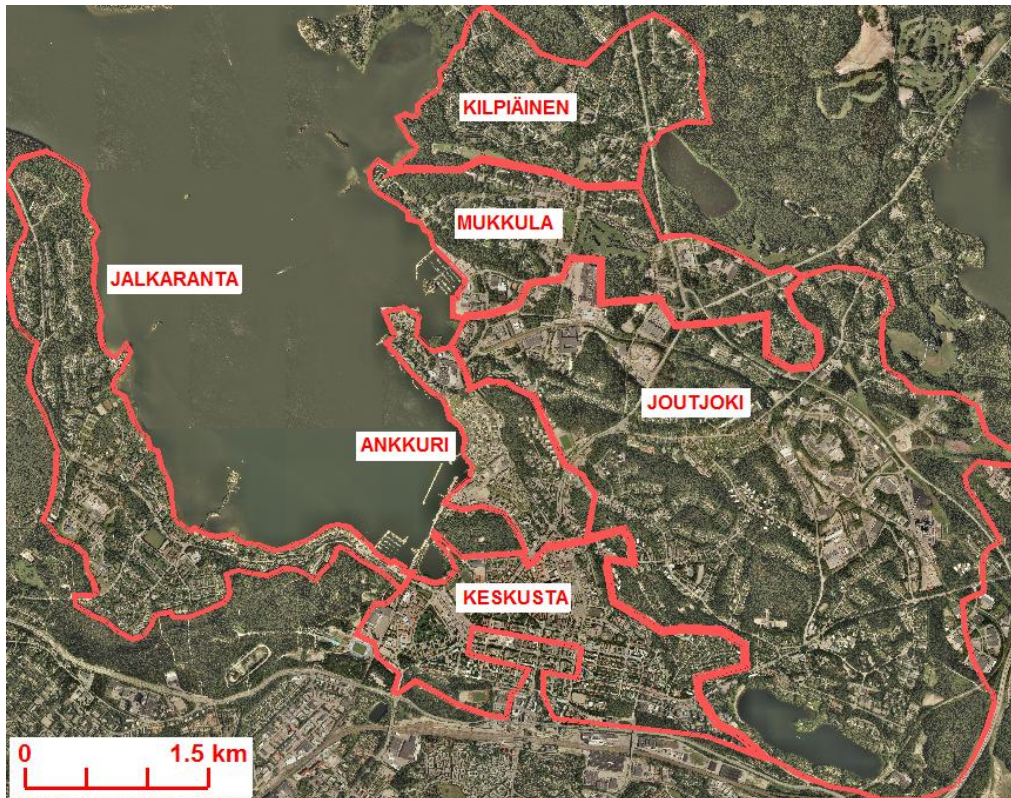 KILPIÄINEN
MUKKULA
JALKARANTA
JOUTJOKI
ANKKURI
KESKUSTA
0 1.5 km